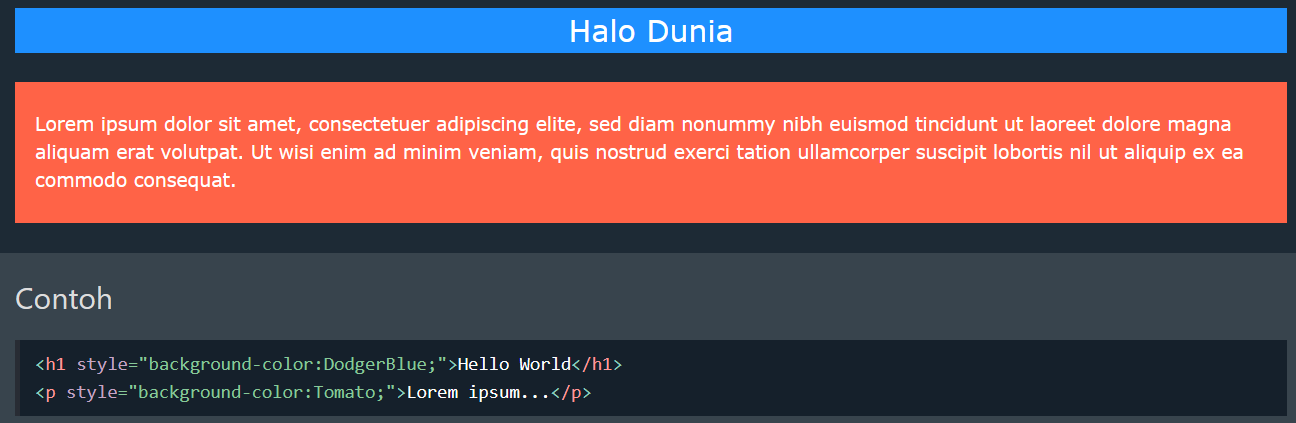 Halo Dunia
Lorem ipsum dolor sit amet, consectetuer adipiscing elite, sed diam nonummy nibh euismod tincidunt ut laoreet dolore magna
aliquam erat volutpat. Ut wisi enim ad minim veniam, quis nostrud exerci tation ullamcorper suscipit lobortis nil ut aliquip ex ea
commodo consequat.
Contoh
<h1 style="background-color:DodgerBlue;">Hello World</h1>
<p style="background-color:Tomato;">Lorem ipsum...</p>